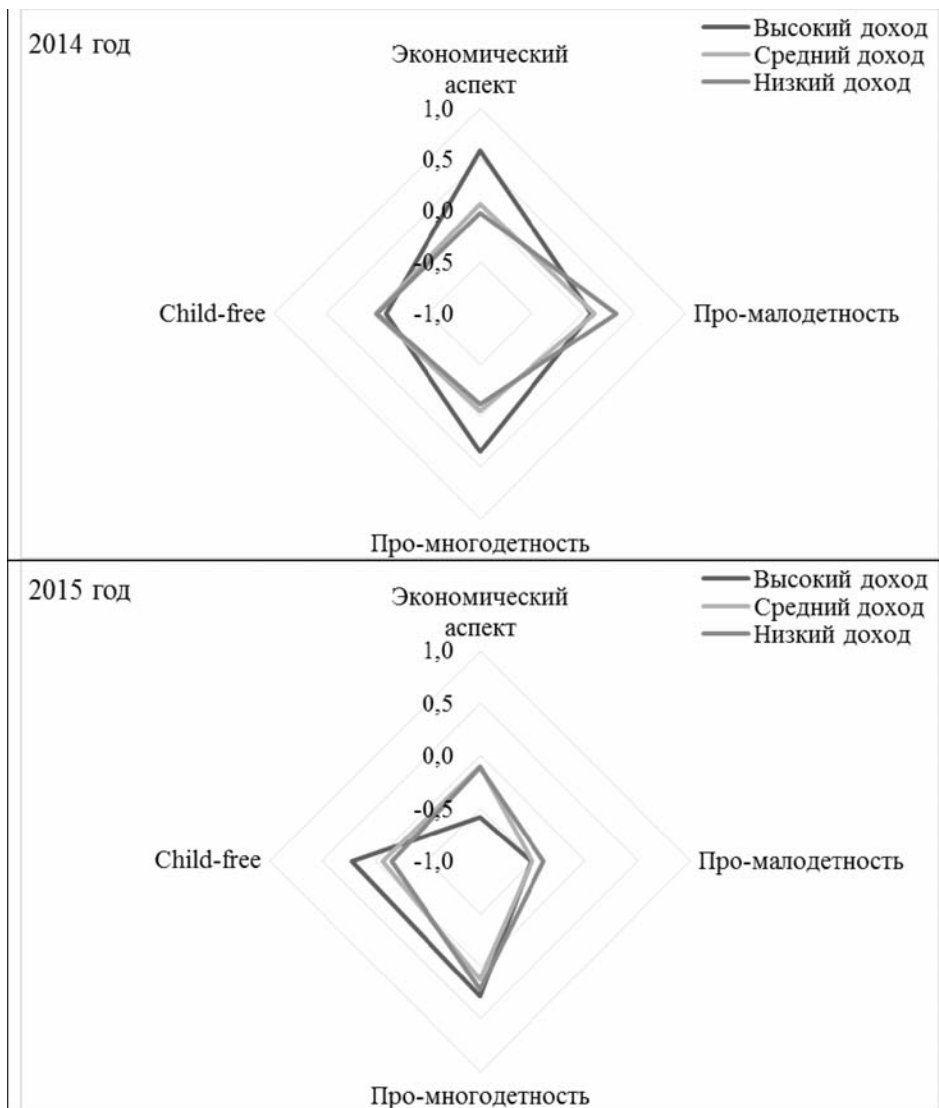 2014 год
Высокий доход
Средний доход
Низкий доход
Экономический
аспект
1,0
0,5
0,0
-0,5
-1,0
Child-free
Про-малодетность
Про-многодетность
2015 год
Высокий доход
Средний доход
Низкий доход
Экономический
аспект
1,0
0,5
0,0
-0,5
-1,0
Child-free
Про-малодетность
Про-многодетность